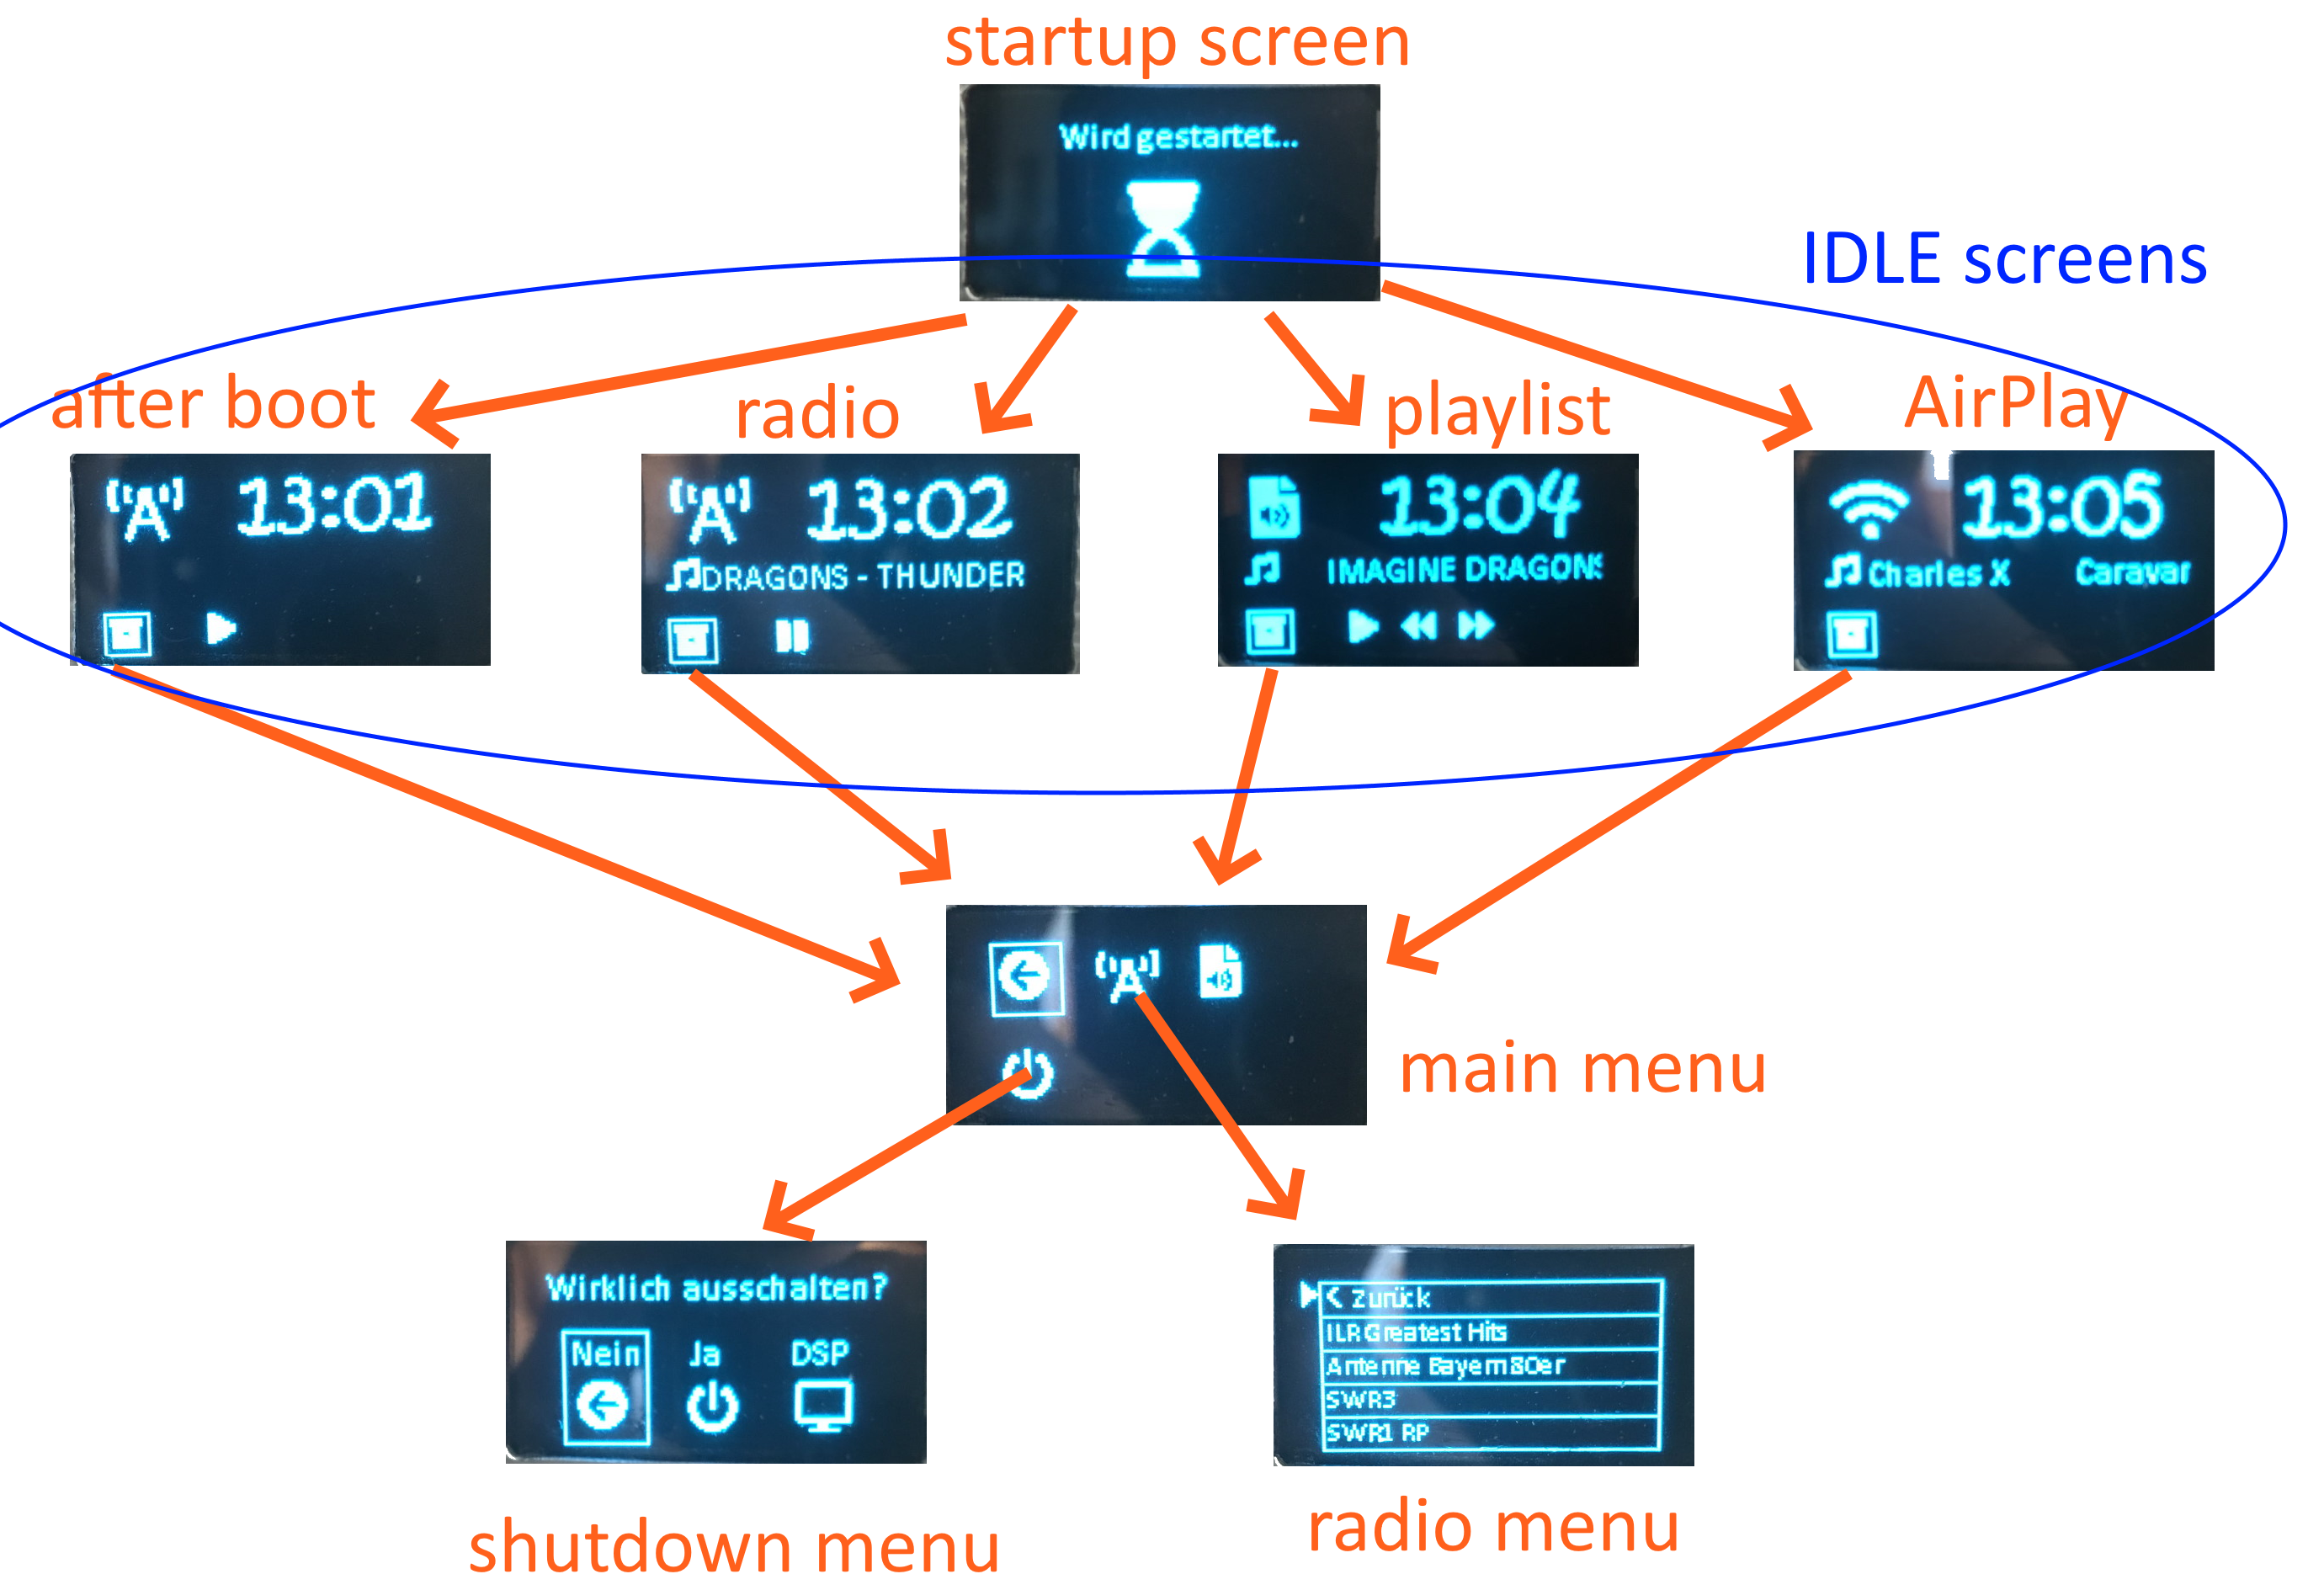 startup screen
Wird gestartet...
IDLE screens
after boot
radio
playlist
AirPlay
13:01
13:02
DRAGONS - THUNDER
13:04
IMAGINE DRAGONS
13:05
Charles X Caravar
main menu
Wirklich ausschalten?
Nein Ja DSP
< Zurück
ILR Greatest Hits
Antenne Bayern 80er
SWR3
SWR1 RP
shutdown menu
radio menu